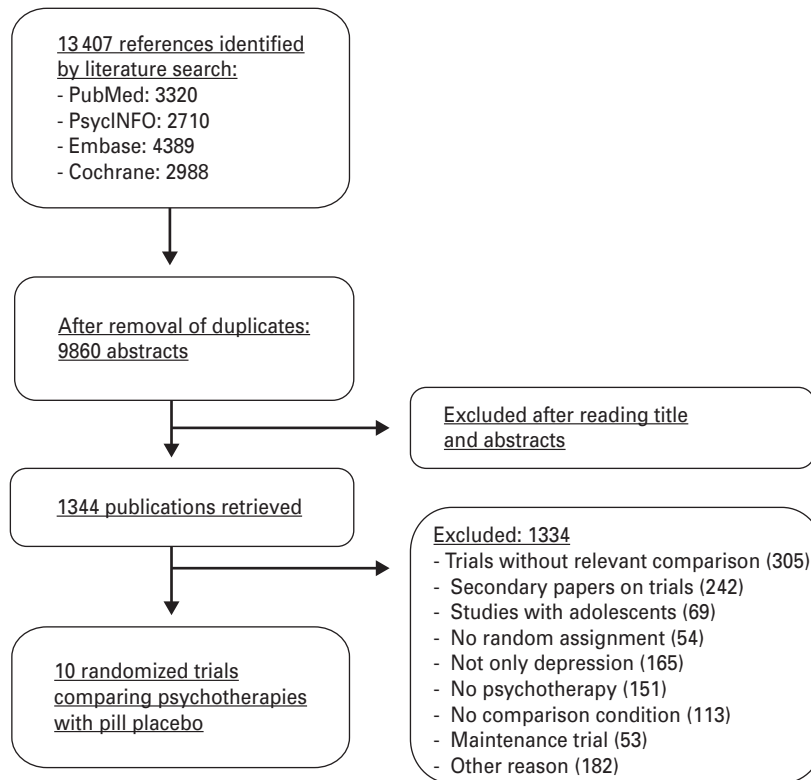 13 407 references identified
by literature search:
- PubMed: 3320
- PsycINFO: 2710
- Embase: 4389
- Cochrane: 2988
After removal of duplicates:
9860 abstracts
Excluded after reading title
and abstracts
1344 publications retrieved
Excluded: 1334
- Trials without relevant comparison (305)
- Secondary papers on trials (242)
- Studies with adolescents (69)
- No random assignment (54)
- Not only depression (165)
- No psychotherapy (151)
- No comparison condition (113)
- Maintenance trial (53)
- Other reason (182)
10 randomized trials
comparing psychotherapies
with pill placebo